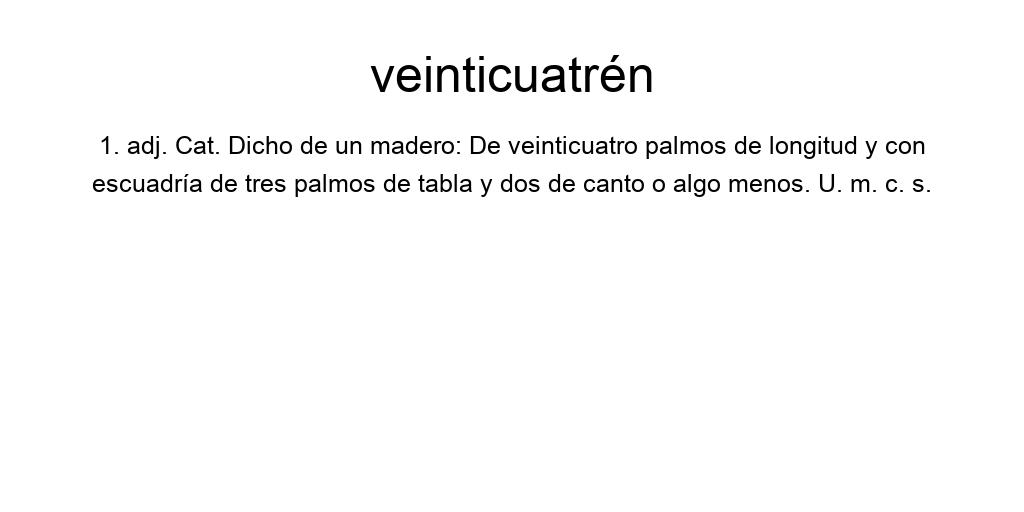 veinticuatrén
1. adj. Cat. Dicho de un madero: De veinticuatro palmos de longitud y con
escuadría de tres palmos de tabla y dos de canto o algo menos. U. m. c. s.